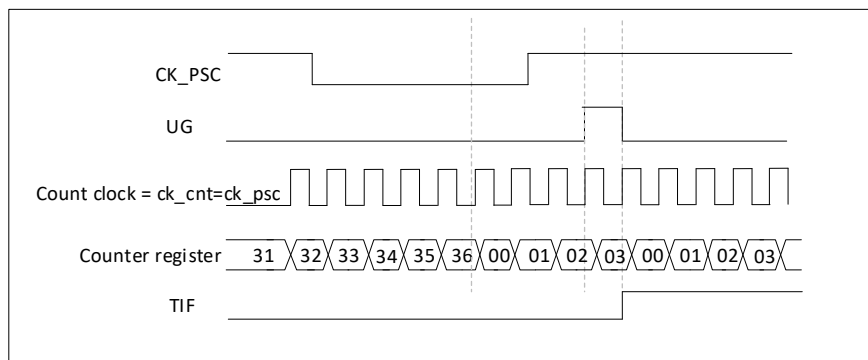 CK_PSC
UG
Count clock = ck_cnt=ck_psc
Counter register 31 32 33 34 35 36 00 01 02 03 00 01 02 03
TIF